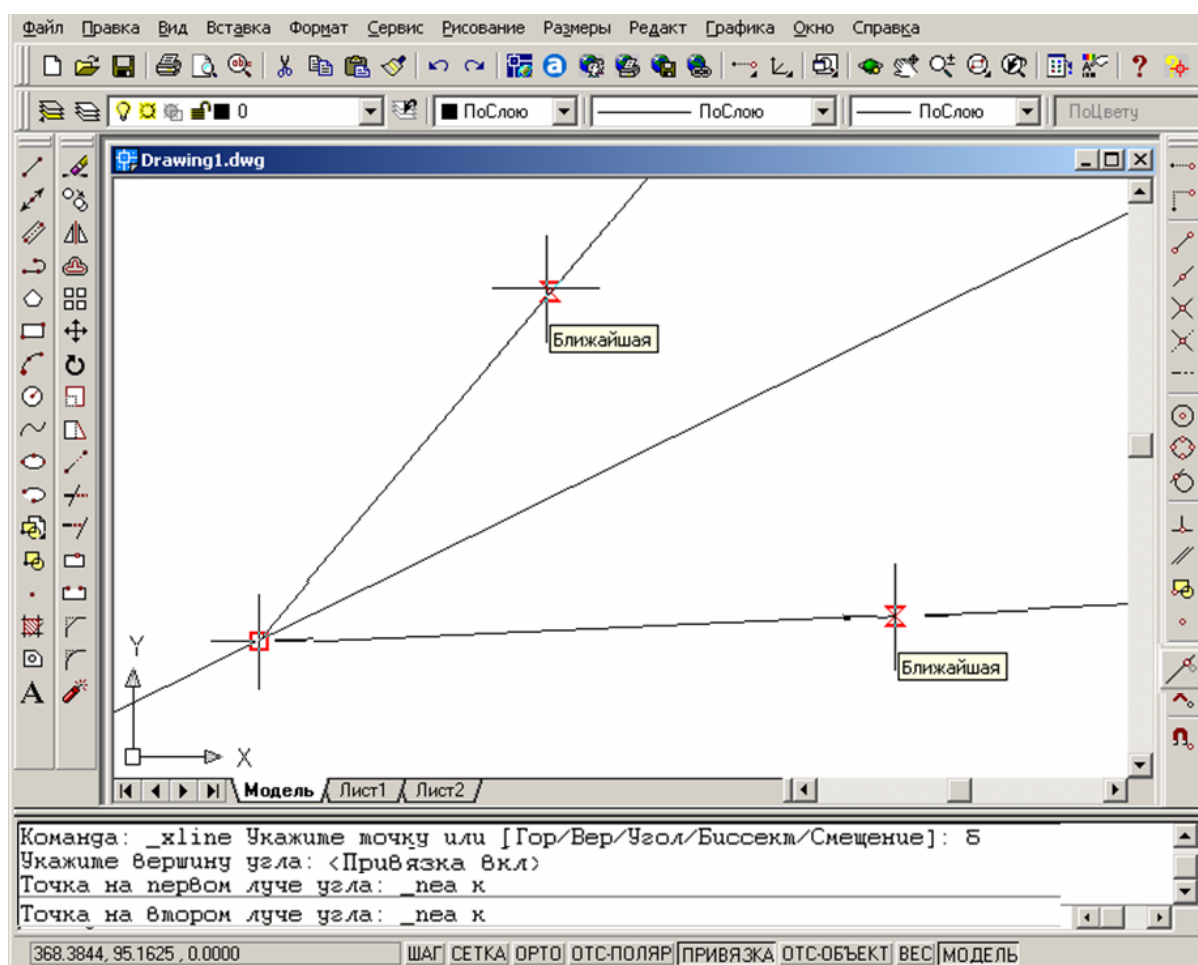 Файл Правка Вид Вставка Формат Сервис Рисование Размеры Редакт Графика Окно Справка
0 ПоСлою ПоСлою ПоСлою ПоЦвету
Drawing1.dwg
Ближайшая
Ближайшая
Y
X
A
Модель Лист1 Лист2
Команда: _xline Укажите точку или [Гор/Вер/Угол/Биссект/Смещение]: б
Укажите вершину угла: <Привязка вкл>
Точка на первом луче угла: _nea к
Точка на втором луче угла: _nea к
368.3844, 95.1625 , 0.0000 ШАГ СЕТКА ОРТО ОТС-ПОЛЯР ПРИВЯЗКА ОТС-ОБЪЕКТ ВЕС МОДЕЛЬ